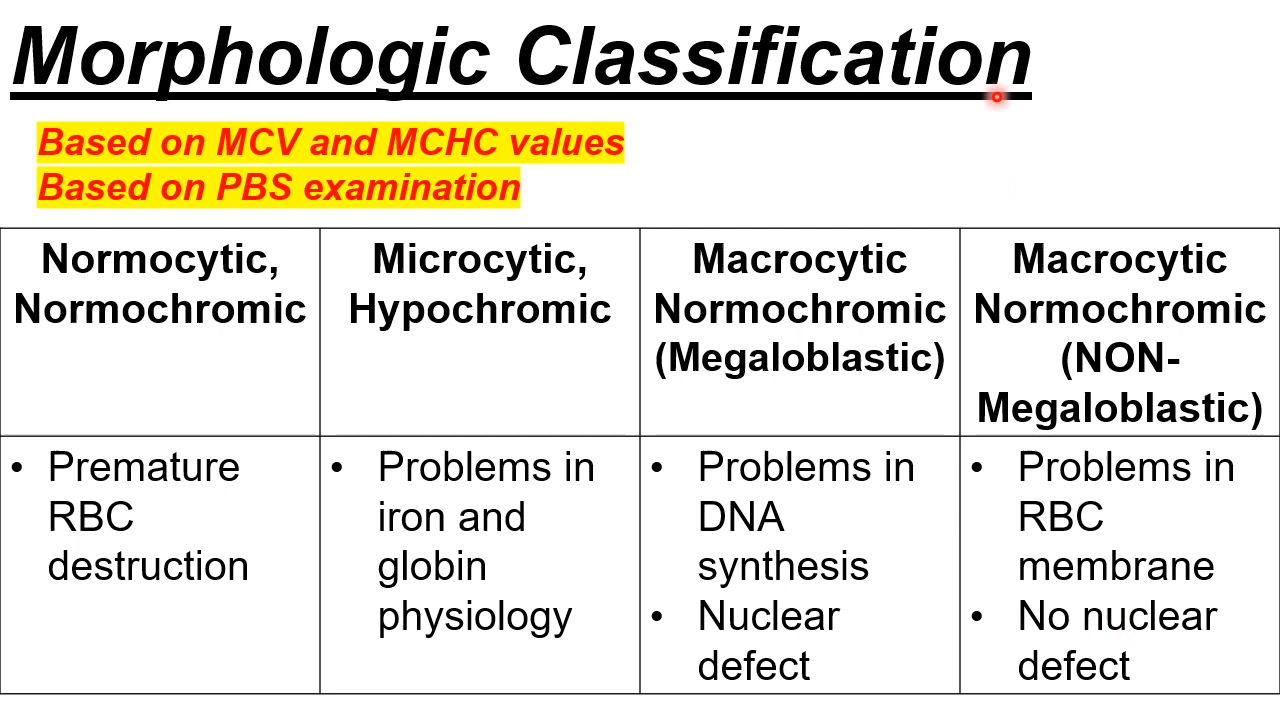 Morphologic Classification
Based on MCV and MCHC values
Based on PBS examination
Normocytic,
Normochromic
Microcytic,
Hypochromic
Macrocytic
Normochromic
(Megaloblastic)
Macrocytic
Normochromic
(NON-
Megaloblastic)
• Premature
RBC
destruction
• Problems in
iron and
globin
physiology
• Problems in
DNA
synthesis
• Nuclear
defect
• Problems in
RBC
membrane
• No nuclear
defect